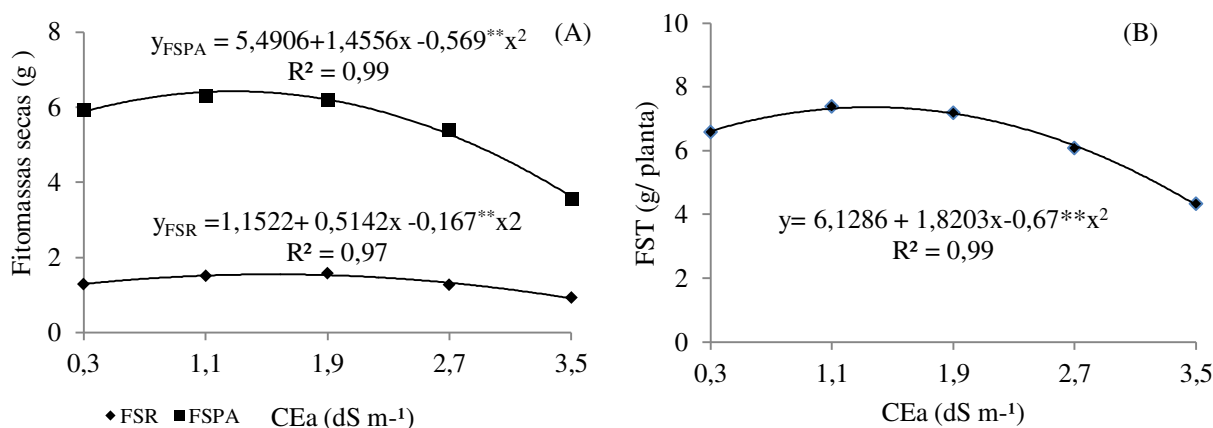 (A)
Fitomassas secas (g )
8
6
4
2
0
y_FSPA = 5,4906+1,4556x -0,569**x²
R² = 0,99
y_FSR =1,1522+ 0,5142x -0,167**x2
R² = 0,97
0,3 1,1 1,9 2,7 3,5
FSR FSPA CEa (dS m-¹)
(B)
FST (g/ planta)
10
8
6
4
2
0
y= 6,1286 + 1,8203x-0,67**x²
R² = 0,99
0,3 1,1 1,9 2,7 3,5
CEa (dS m-¹)